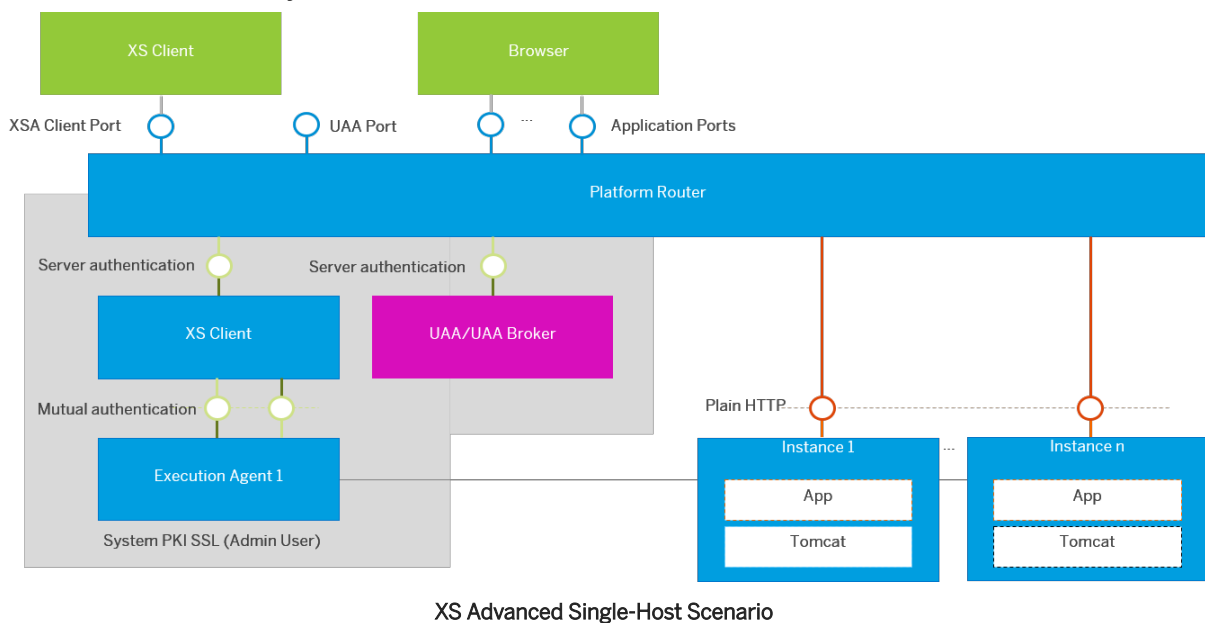 XS Client
Browser
XSA Client Port
UAA Port
...
Application Ports
Platform Router
Server authentication
Server authentication
XS Client
UAA/UAA Broker
Mutual authentication
Plain HTTP
Execution Agent 1
Instance 1
...
Instance n
App
App
Tomcat
Tomcat
System PKI SSL (Admin User)
XS Advanced Single-Host Scenario